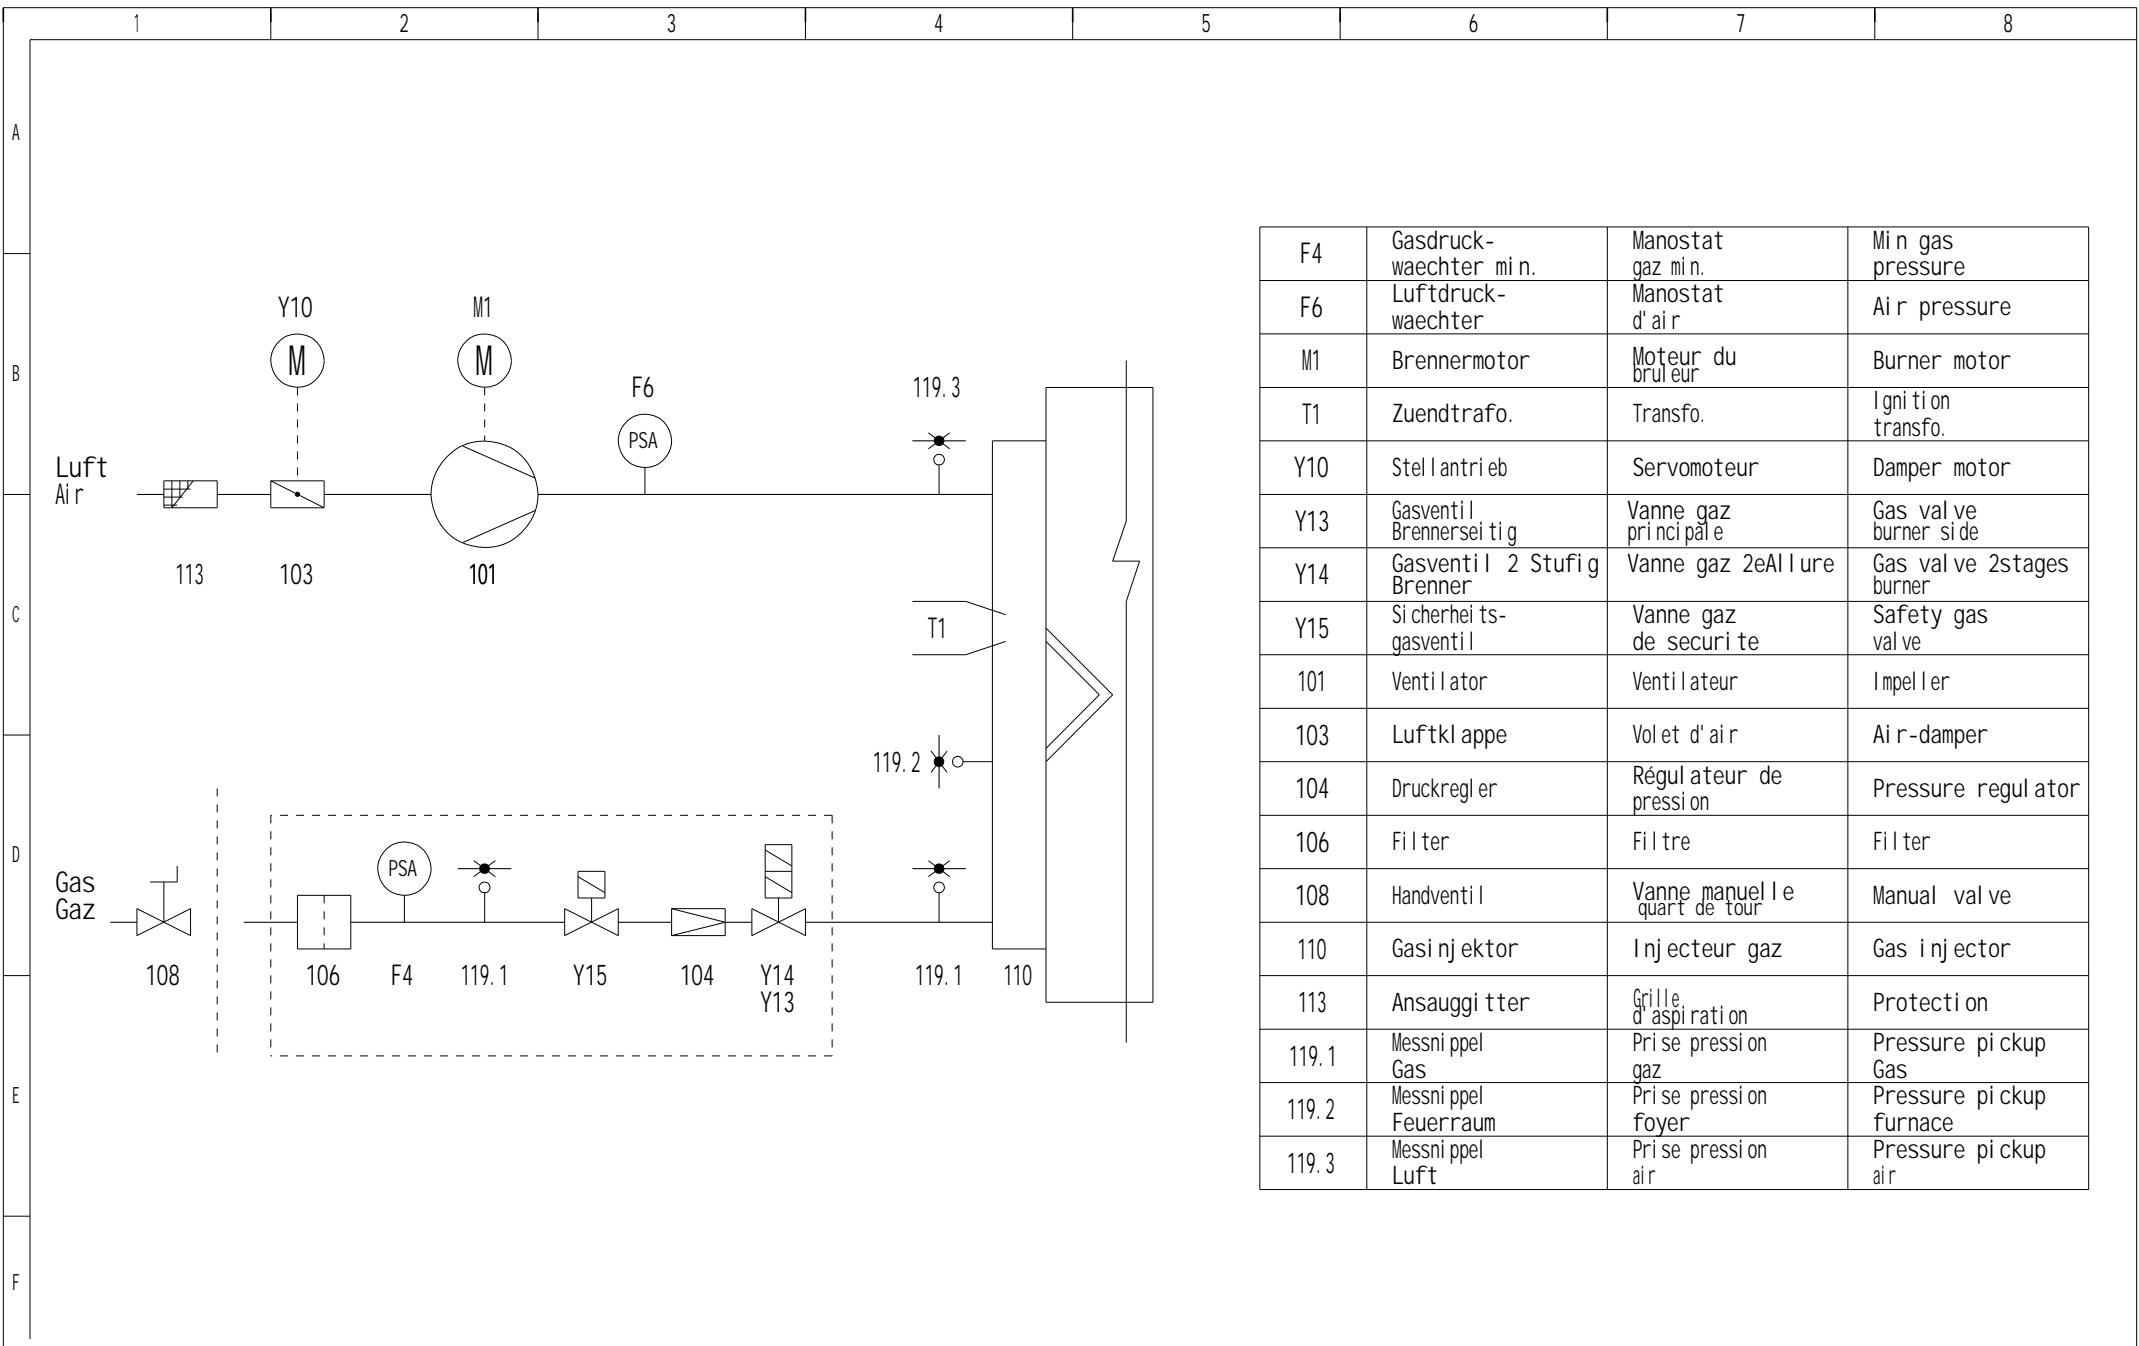 1 2 3 4 5 6 7 8
A
B
C
D
E
F
Y10 M1
M M
F6
PSA
119.3
Luft
Air
113 103 101
T1
119.2
PSA
Gas
Gaz
108 106 F4 119.1 Y15 104 Y14 119.1 110
Y13
F4 Gasdruck- Manostat Min gas
waechter min. gaz min. pressure
F6 Luftdruck- Manostat Air pressure
waechter d'air
M1 Brennermotor Moteur du Burner motor
bruleur
T1 Zuendtrafo. Transfo. Ignition
transfo.
Y10 Stellantrieb Servomoteur Damper motor
Y13 Gasventil Vanne gaz Gas valve
Brennerseitig principale burner side
Y14 Gasventil 2 Stufig Vanne gaz 2eAllure Gas valve 2stages
Brenner burner
Y15 Sicherheits- Vanne gaz Safety gas
gasventil de securite valve
101 Ventilator Ventilateur Impeller
103 Luftklappe Volet d'air Air-damper
104 Druckregler Régulateur de Pressure regulator
pression
106 Filter Filtre Filter
108 Handventil Vanne manuelle Manual valve
quart de tour
110 Gasinjektor Injecteur gaz Gas injector
113 Ansauggitter Grille Protection
d'aspiration
119.1 Messnippel Prise pression Pressure pickup
Gas gaz Gas
119.2 Messnippel Prise pression Pressure pickup
Feuerraum foyer furnace
119.3 Messnippel Prise pression Pressure pickup
Luft air air